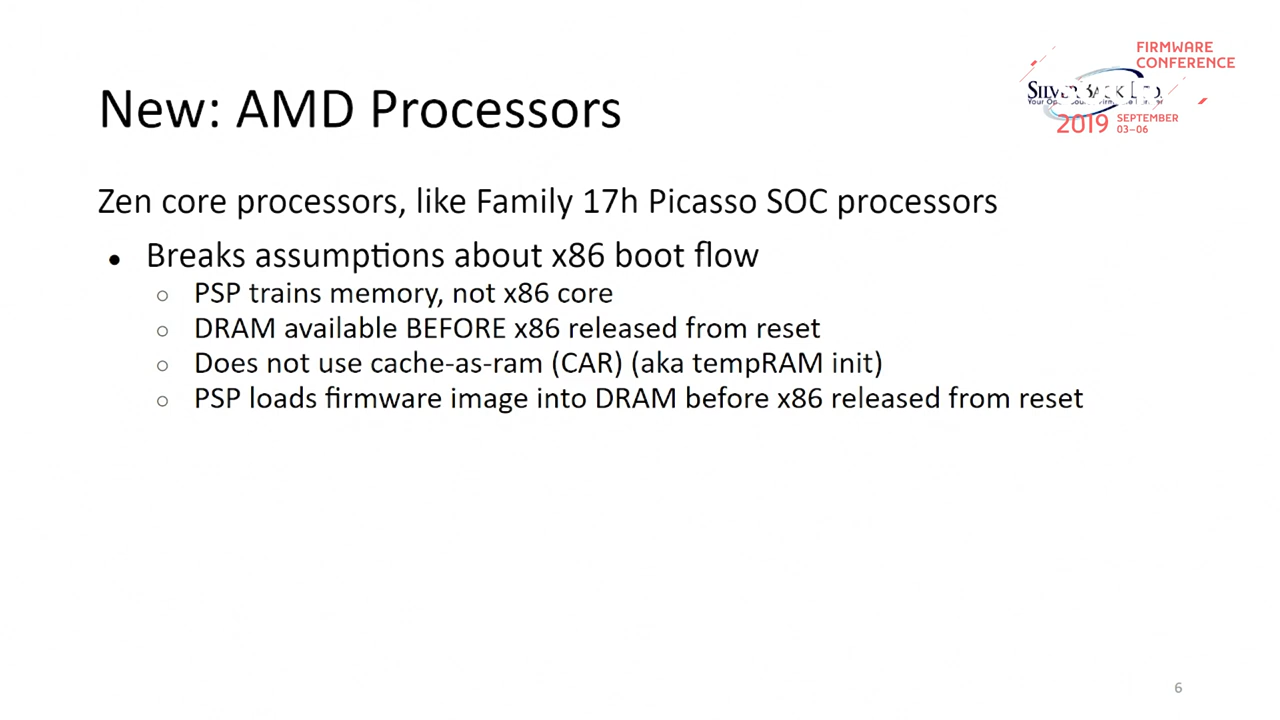 FIRMWARE
CONFERENCE
2019 SEPTEMBER
03–06
New: AMD Processors
Zen core processors, like Family 17h Picasso SOC processors
● Breaks assumptions about x86 boot flow
○ PSP trains memory, not x86 core
○ DRAM available BEFORE x86 released from reset
○ Does not use cache-as-ram (CAR) (aka tempRAM init)
○ PSP loads firmware image into DRAM before x86 released from reset
6